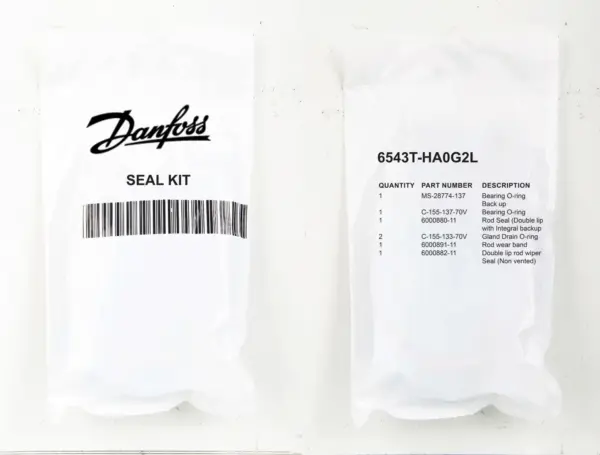 Danfoss
SEAL KIT
6543T-HA0G2L
QUANTITY PART NUMBER DESCRIPTION
1 MS-28774-137 Bearing O-ring
Back up
1 C-155-137-70V Bearing O-ring
1 6000880-11 Rod Seal (Double lip
with Integral backup
2 C-155-133-70V Gland Drain O-ring
1 6000891-11 Rod wear band
1 6000882-11 Double lip rod wiper
Seal (Non vented)